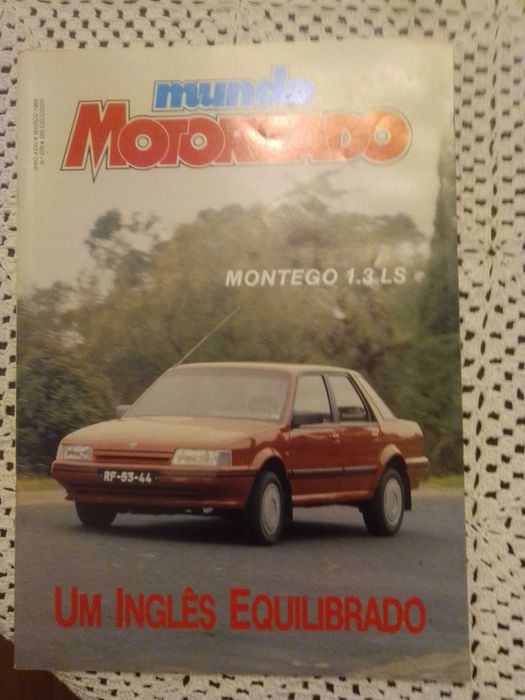 mundo
MOTORIZADO
MONTEGO 1.3 LS
RF-53-44
UM INGLÊS EQUILIBRADO